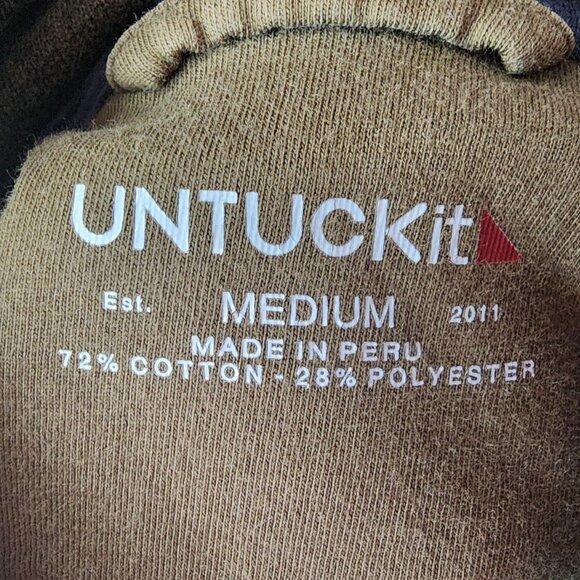 UNTUCKit
Est. MEDIUM 2011
MADE IN PERU
72% COTTON - 28% POLYESTER